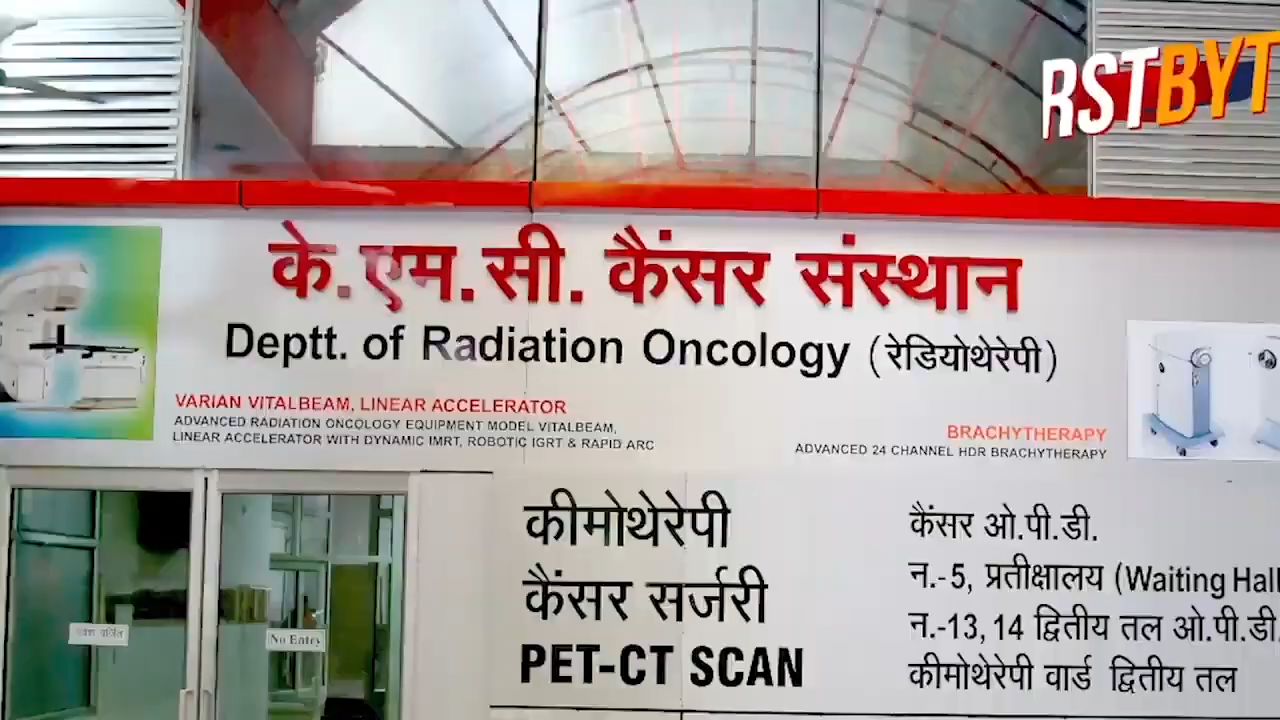 RSTBYT
के.एम.सी. कैंसर संस्थान
Deptt. of Radiation Oncology (रेडियोथेरेपी)
VARIAN VITALBEAM, LINEAR ACCELERATOR
ADVANCED RADIATION ONCOLOGY EQUIPMENT MODEL VITALBEAM,
LINEAR ACCELERATOR WITH DYNAMIC IMRT, ROBOTIC IGRT & RAPID ARC
BRACHYTHERAPY
ADVANCED 24 CHANNEL HDR BRACHYTHERAPY
कीमोथेरेपी
कैंसर सर्जरी
PET-CT SCAN
कैंसर ओ.पी.डी.
न.-5, प्रतीक्षालय (Waiting Hall
न.-13, 14 द्वितीय तल ओ.पी.डी
कीमोथेरेपी वार्ड द्वितीय तल
No Entry